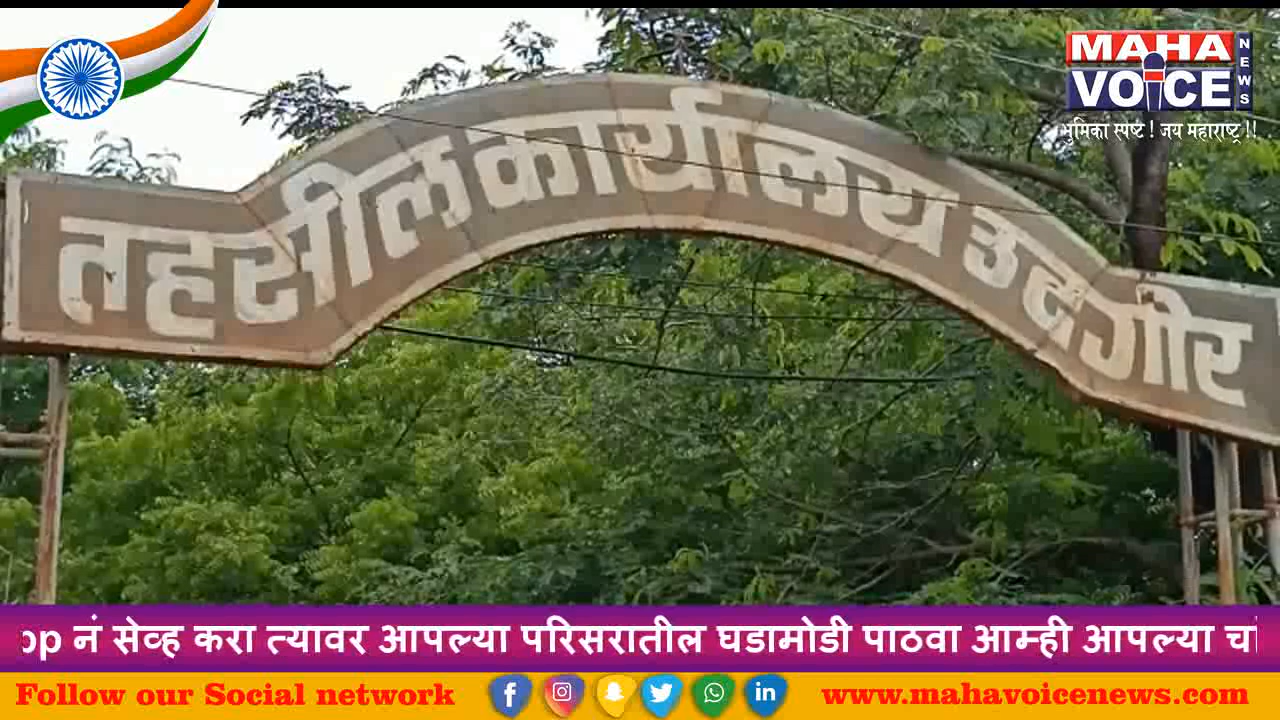 MAHA
VOICE
NEWS
भुमिका स्पष्ट ! जय महाराष्ट्र !!
तहसील कार्यालय उदगीर
नं सेव्ह करा त्यावर आपल्या परिसरातील घडामोडी पाठवा आम्ही आपल्या
Follow our Social network
www.mahavoicenews.com